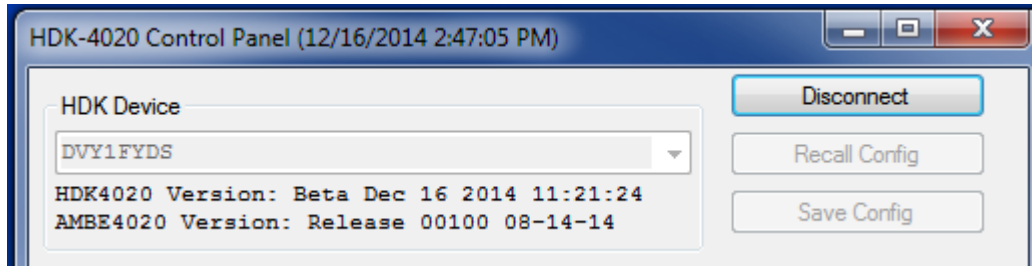 HDK-4020 Control Panel (12/16/2014 2:47:05 PM)
HDK Device
Disconnect
DVY1FYDS
Recall Config
HDK4020 Version: Beta Dec 16 2014 11:21:24
AMBE4020 Version: Release 00100 08-14-14
Save Config